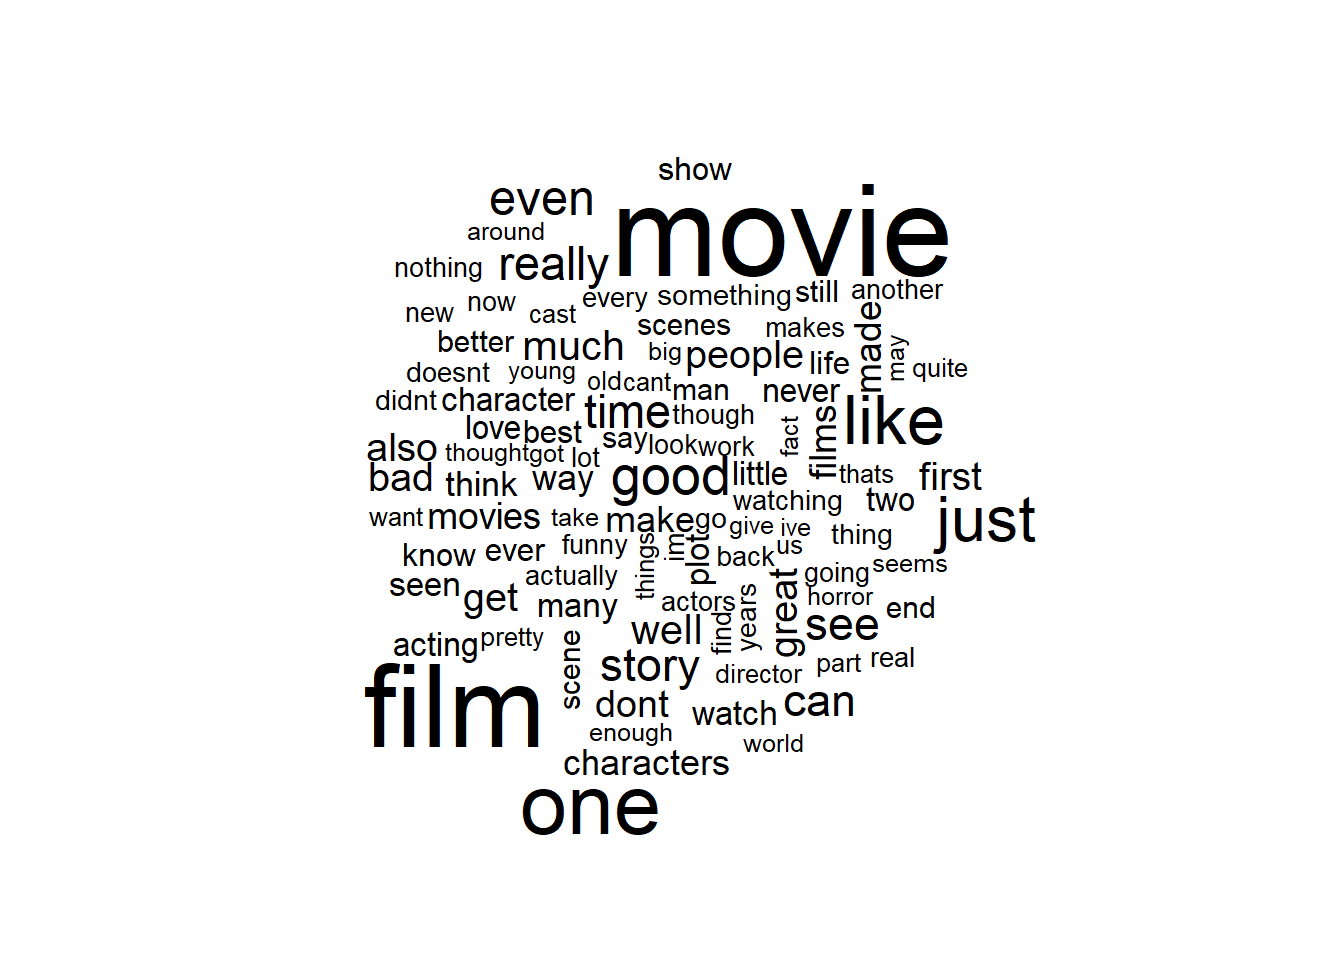 show
even
movie
around
nothing
really
new
now
cast
every
something
still
another
better
much
scenes
makes
made
may
big
people
life
quite
doesnt
young
old
cant
man
never
didnt
character
time
though
like
love
best
say
look
work
fact
films
also
thought
got
lot
bad
think
way
good
little
thats
first
watching
two
want
movies
take
make
go
give
ive
thing
just
know
ever
funny
things
im
plot
back
us
seen
actually
going
seems
get
many
actors
years
great
horror
see
end
acting
pretty
scene
well
find
story
director
part
real
film
dont
watch
can
enough
world
characters
one